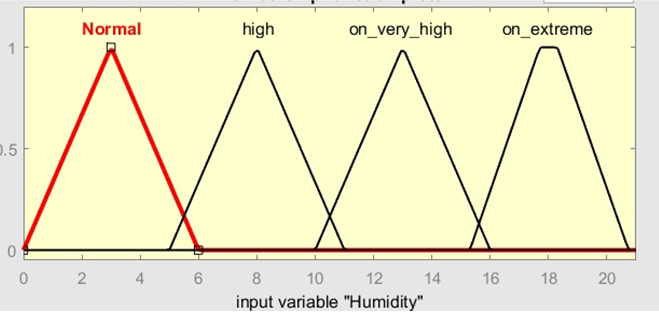 Normal high on_very_high on_extreme
1
0.5
0
0 2 4 6 8 10 12 14 16 18 20
input variable "Humidity"